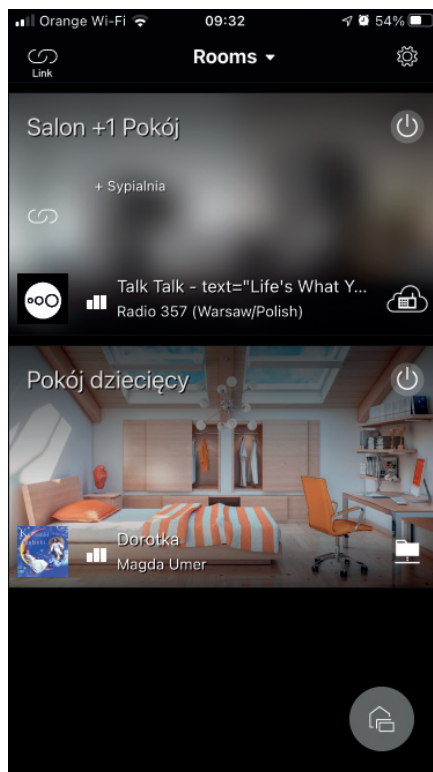 Orange Wi-Fi 09:32 54%
Link
Rooms
Salon +1 Pokój
+ Sypialnia
Talk Talk - text="Life's What Y...
Radio 357 (Warsaw/Polish)
Pokój dziecięcy
Dorotka
Magda Umer